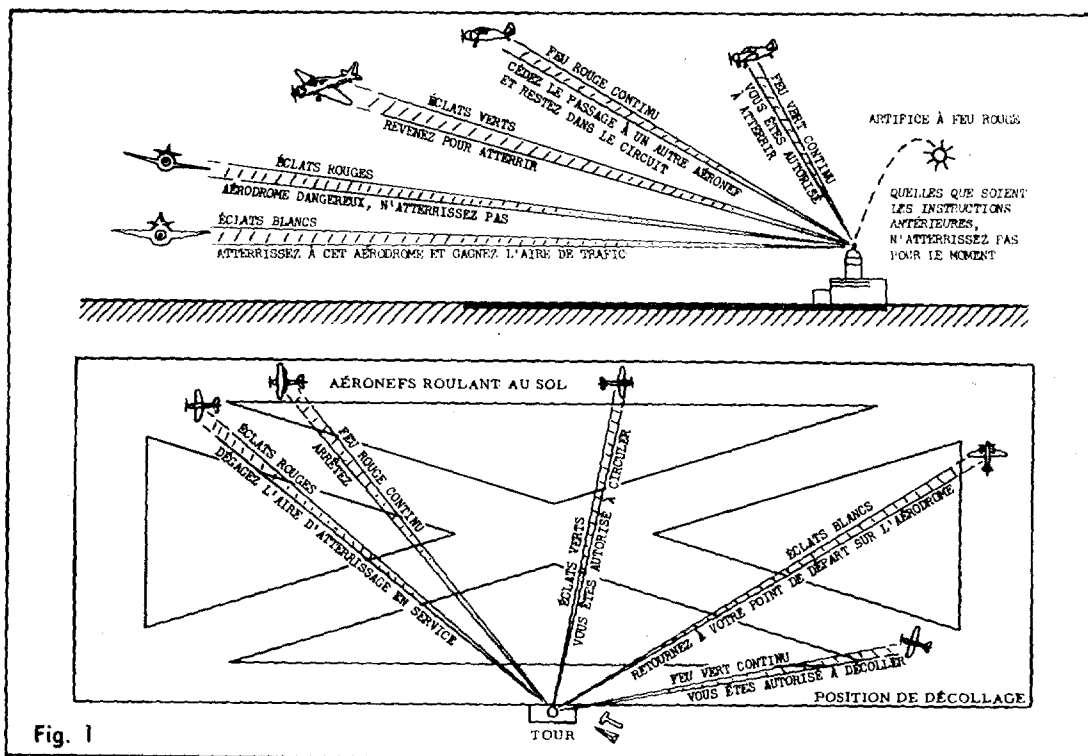 FEU ROUGE CONTINU
CÉDEZ LE PASSAGE À UN AUTRE AÉRONEF
ET RESTEZ DANS LE CIRCUIT
FEU VERT CONTINU
VOUS ÊTES AUTORISÉ
À ATTERRIR
ÉCLATS VERTS
REVENEZ POUR ATTERRIR
ARTIFICE À FEU ROUGE
ÉCLATS ROUGES
AÉRODROME DANGEREUX, N'ATTERRISSEZ PAS
ÉCLATS BLANCS
ATTERRISSEZ À CET AÉRODROME ET GAGNEZ L'AIRE DE TRAFIC
QUELLES QUE SOIENT
LES INSTRUCTIONS
ANTÉRIEURES,
N'ATTERRISSEZ PAS
POUR LE MOMENT
AÉRONEFS ROULANT AU SOL
ÉCLATS ROUGES
DÉGAGEZ L'AIRE D'ATTERRISSAGE EN SERVICE
FEU ROUGE CONTINU
ARRÊTEZ
ÉCLATS VERTS
VOUS ÊTES AUTORISÉ À CIRCULER
ÉCLATS BLANCS
RETOURNEZ À VOTRE POINT DE DÉPART SUR L'AÉRODROME
FEU VERT CONTINU
VOUS ÊTES AUTORISÉ À DÉCOLLER
POSITION DE DÉCOLLAGE
TOUR
T
Fig. 1